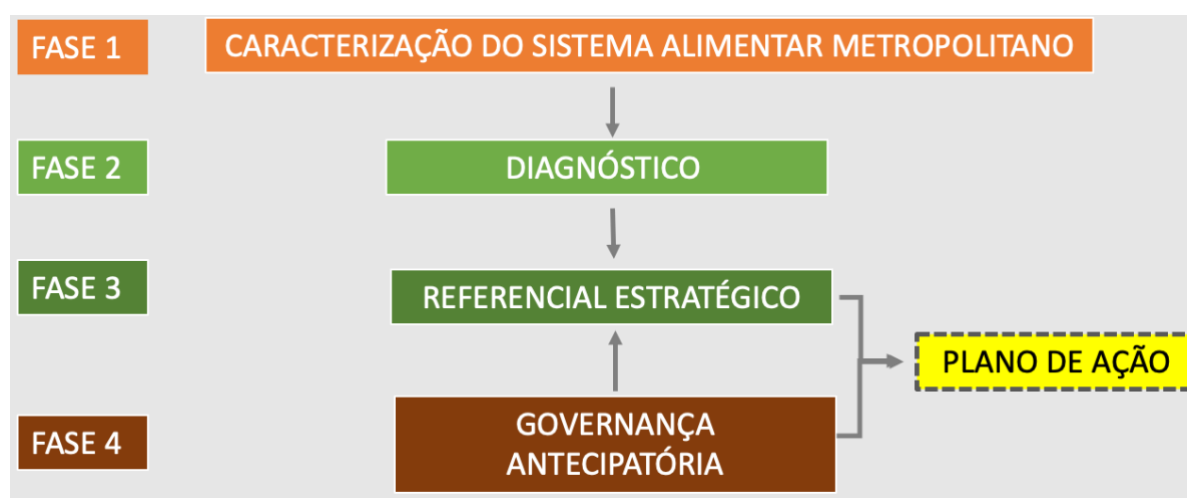 FASE 1
CARACTERIZAÇÃO DO SISTEMA ALIMENTAR METROPOLITANO
FASE 2
DIAGNÓSTICO
FASE 3
REFERENCIAL ESTRATÉGICO
PLANO DE AÇÃO
FASE 4
GOVERNANÇA
ANTECIPATÓRIA